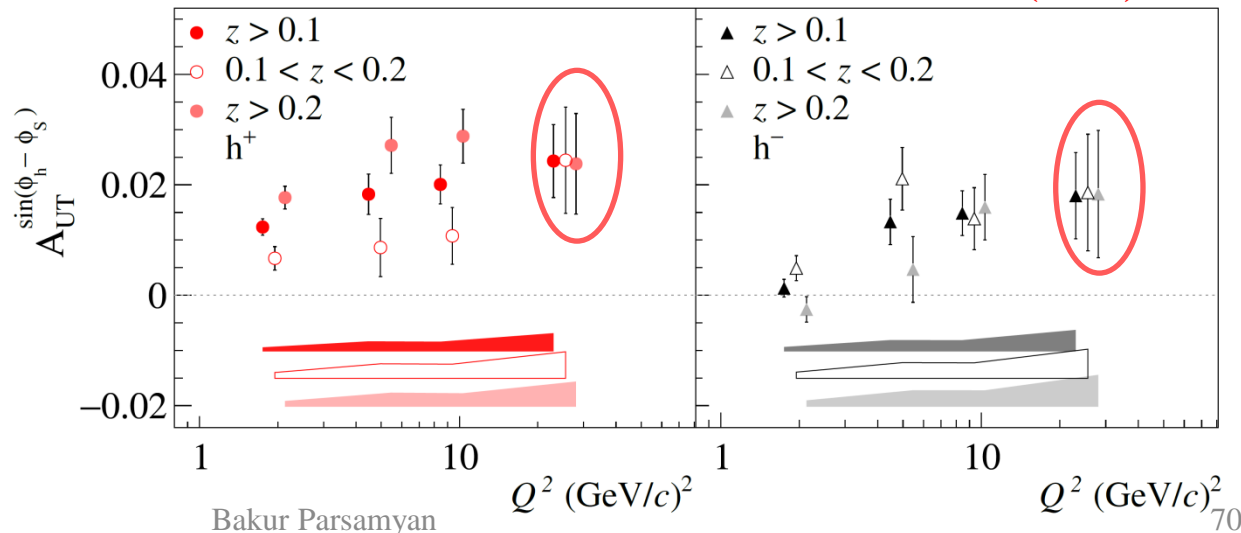 z > 0.1
0.1 < z < 0.2
z > 0.2
h⁺
z > 0.1
0.1 < z < 0.2
z > 0.2
h⁻
A_UT^sin(ϕ_h − ϕ_S)
0.04
0.02
0
−0.02
1 10
Q² (GeV/c)²
1 10
Q² (GeV/c)²
Bakur Parsamyan
70